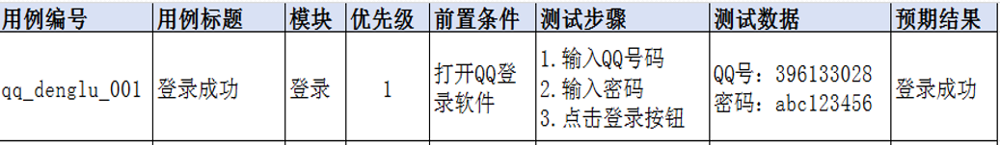 用例编号 用例标题 模块 优先级 前置条件 测试步骤 测试数据 预期结果
qq_denglu_001 登录成功 登录 1 打开QQ登录软件 1.输入QQ号码
2.输入密码
3.点击登录按钮 QQ号：396133028
密码：abc123456 登录成功